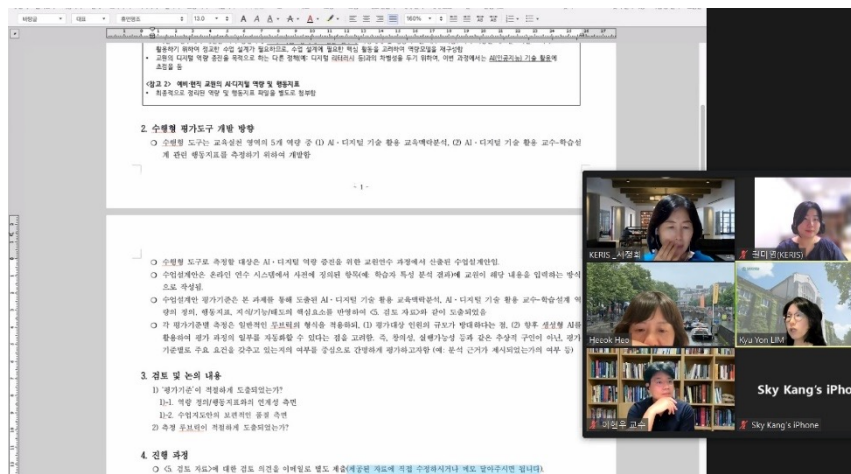 바탕글
대표
휴먼명조
13.0
160%
활용하기 위하여 정교한 수업 설계가 필요하므로, 수업 설계에 필요한 핵심 활동을 고려하여 역량모델을 재구성함
• 교원의 디지털 역량 증진을 목적으로 하는 다른 정책(예: 디지털 리터러시 등)과의 차별성을 두기 위하여, 이번 과정에서는 AI(인공지능) 기술 활용에
초점을 둠
<참고 2> 예비·현직 교원의 AI·디지털 역량 및 행동지표
• 최종적으로 정리된 역량 및 행동지표 파일을 별도로 첨부함
2. 수행형 평가도구 개발 방향
❍ 수행형 도구는 교육실천 영역의 5개 역량 중 (1) AI·디지털 기술 활용 교육맥락분석, (2) AI·디지털 기술 활용 교수-학습설
계 관련 행동지표를 측정하기 위하여 개발함
- 1 -
❍ 수행형 도구로 측정할 대상은 AI·디지털 역량 증진을 위한 교원연수 과정에서 산출된 수업설계안임.
❍ 수업설계안은 온라인 연수 시스템에서 사전에 정의된 항목(예: 학습자 특성 분석 결과)에 교원이 해당 내용을 입력하는 방식
으로 작성됨.
❍ 수업설계안 평가기준은 본 과제를 통해 도출된 AI·디지털 기술 활용 교육맥락분석, AI·디지털 기술 활용 교수-학습설계 역
량의 정의, 행동지표, 지식/기능/태도의 핵심요소를 반영하여 <5. 검토 자료>와 같이 도출되었음
❍ 각 평가기준별 측정은 일반적인 루브릭의 형식을 적용하되, (1) 평가대상 인원의 규모가 방대하다는 점, (2) 향후 생성형 AI를
활용하여 평가 과정의 일부를 자동화할 수 있다는 점을 고려함. 즉, 창의성, 실행가능성 등과 같은 추상적 구인이 아닌, 평가
기준별로 주요 요건을 갖추고 있는지의 여부를 중심으로 간명하게 평가하고자함 (예: 분석 근거가 제시되었는가의 여부 등)
3. 검토 및 논의 내용
1) '평가기준'이 적절하게 도출되었는가?
1)-1. 역량 정의/행동지표와의 연계성 측면
1)-2. 수업지도안의 보편적인 품질 측면
2) 측정 루브릭이 적절하게 도출되었는가?
4. 진행 과정
❍ <5. 검토 자료>에 대한 검토 의견을 이메일로 별도 제출(제공된 자료에 직접 수정하시거나 메모 달아주시면 됩니다).
KERIS _서정희
권미경(KERIS)
Heeok Heo
Kyu Yon LIM
이현우 교수
Sky Kang's iPho
Sky Kang's iPhone